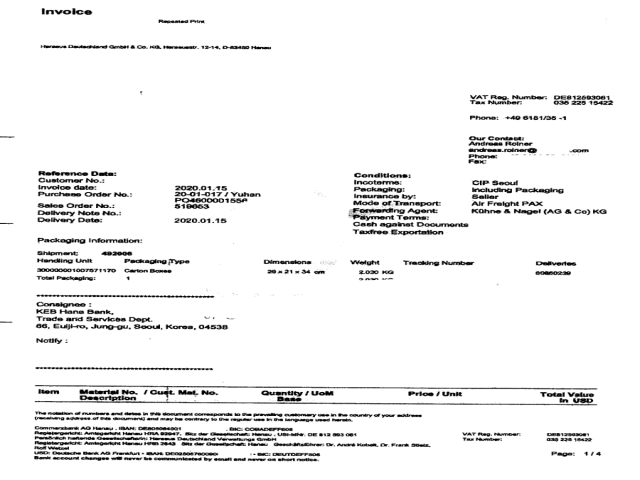 Invoice
Repeated Print
Heraeus Deutschland GmbH & Co. KG, Heraeusstr. 12-14, D-63450 Hanau
VAT Reg. Number: DE812593061
Tax Number: 035 225 15422
Phone: +49 6181/35 -1
Our Contact:
Andreas Rolner
andreas.rolner@ .com
Phone:
Fax:
Reference Data:
Customer No.:
Invoice date: 2020.01.15
Purchase Order No.: 20-01-017 / Yuhan
PO460000155P
Sales Order No.: 519653
Delivery Note No.:
Delivery Date: 2020.01.15
Conditions:
Incoterms: CIP Seoul
Packaging: Including Packaging
Insurance by: Seller
Mode of Transport: Air Freight PAX
Forwarding Agent: Kühne & Nagel (AG & Co) KG
Payment Terms:
Cash against Documents
Taxfree Exportation
Packaging Information:
Shipment: 492906
Handling Unit Packaging Type Dimensions Weight Tracking Number Deliveries
300000001007571170 Carton Boxes 29 x 21 x 34 cm 2.030 KG 80860239
Total Packaging: 1 2.030 KG
Consignee :
KEB Hana Bank,
Trade and Services Dept.
66, Eulji-ro, Jung-gu, Seoul, Korea, 04538
Notify :
Item Material No. / Cust. Mat. No. Quantity / UoM Price / Unit Total Value
Description Base in USD
The notation of numbers and dates in this document corresponds to the prevailing customary use in the country of your address
(receiving address of this document) and may be contrary to the regular use in the language used herein.
Commerzbank AG Hanau . IBAN: . BIC: COBADEFF506
Registergericht: Amtsgericht Hanau HRA 92947, Sitz der Gesellschaft: Hanau , USt-IdNr. DE 812 593 061
Persönlich haftende Gesellschafterin: Heraeus Deutschland Verwaltungs GmbH
Registergericht: Amtsgericht Hanau HRB Sitz der Gesellschaft: Hanau Geschäftsführer: Dr. André Kobelt, Dr. Frank Stietz,
Rolf Wetzel
USD: Deutsche Bank AG Frankfurt - IBAN: - BIC: DEUTDEFF506
Bank account changes will never be communicated by email and never on short notice.
VAT Reg. Number: DE812593061
Tax Number: 035 225 15422
Page: 1 / 4